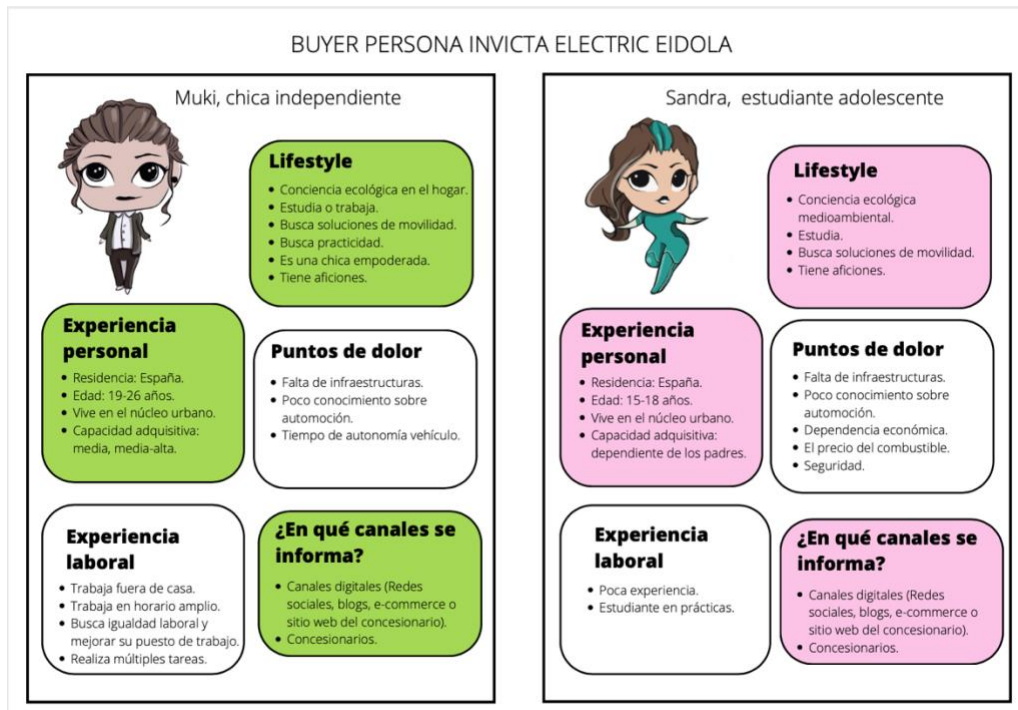 BUYER PERSONA INVICTA ELECTRIC EIDOLA
Muki, chica independiente
Lifestyle
• Conciencia ecológica en el hogar.
• Estudia o trabaja.
• Busca soluciones de movilidad.
• Busca practicidad.
• Es una chica empoderada.
• Tiene aficiones.
Experiencia
personal
• Residencia: España.
• Edad: 19-26 años.
• Vive en el núcleo urbano.
• Capacidad adquisitiva:
media, media-alta.
Puntos de dolor
• Falta de infraestructuras.
• Poco conocimiento sobre
automoción.
• Tiempo de autonomía vehículo.
Experiencia
laboral
• Trabaja fuera de casa.
• Trabaja en horario amplio.
• Busca igualdad laboral y
mejorar su puesto de trabajo.
• Realiza múltiples tareas.
¿En qué canales se
informa?
• Canales digitales (Redes
sociales, blogs, e-commerce o
sitio web del concesionario).
• Concesionarios.
Sandra, estudiante adolescente
Lifestyle
• Conciencia ecológica
medioambiental.
• Estudia.
• Busca soluciones de movilidad.
• Tiene aficiones.
Experiencia
personal
• Residencia: España.
• Edad: 15-18 años.
• Vive en el núcleo urbano.
• Capacidad adquisitiva:
dependiente de los padres.
Puntos de dolor
• Falta de infraestructuras.
• Poco conocimiento sobre
automoción.
• Dependencia económica.
• El precio del combustible.
• Seguridad.
Experiencia
laboral
• Poca experiencia.
• Estudiante en prácticas.
¿En qué canales se
informa?
• Canales digitales (Redes
sociales, blogs, e-commerce o
sitio web del concesionario).
• Concesionarios.